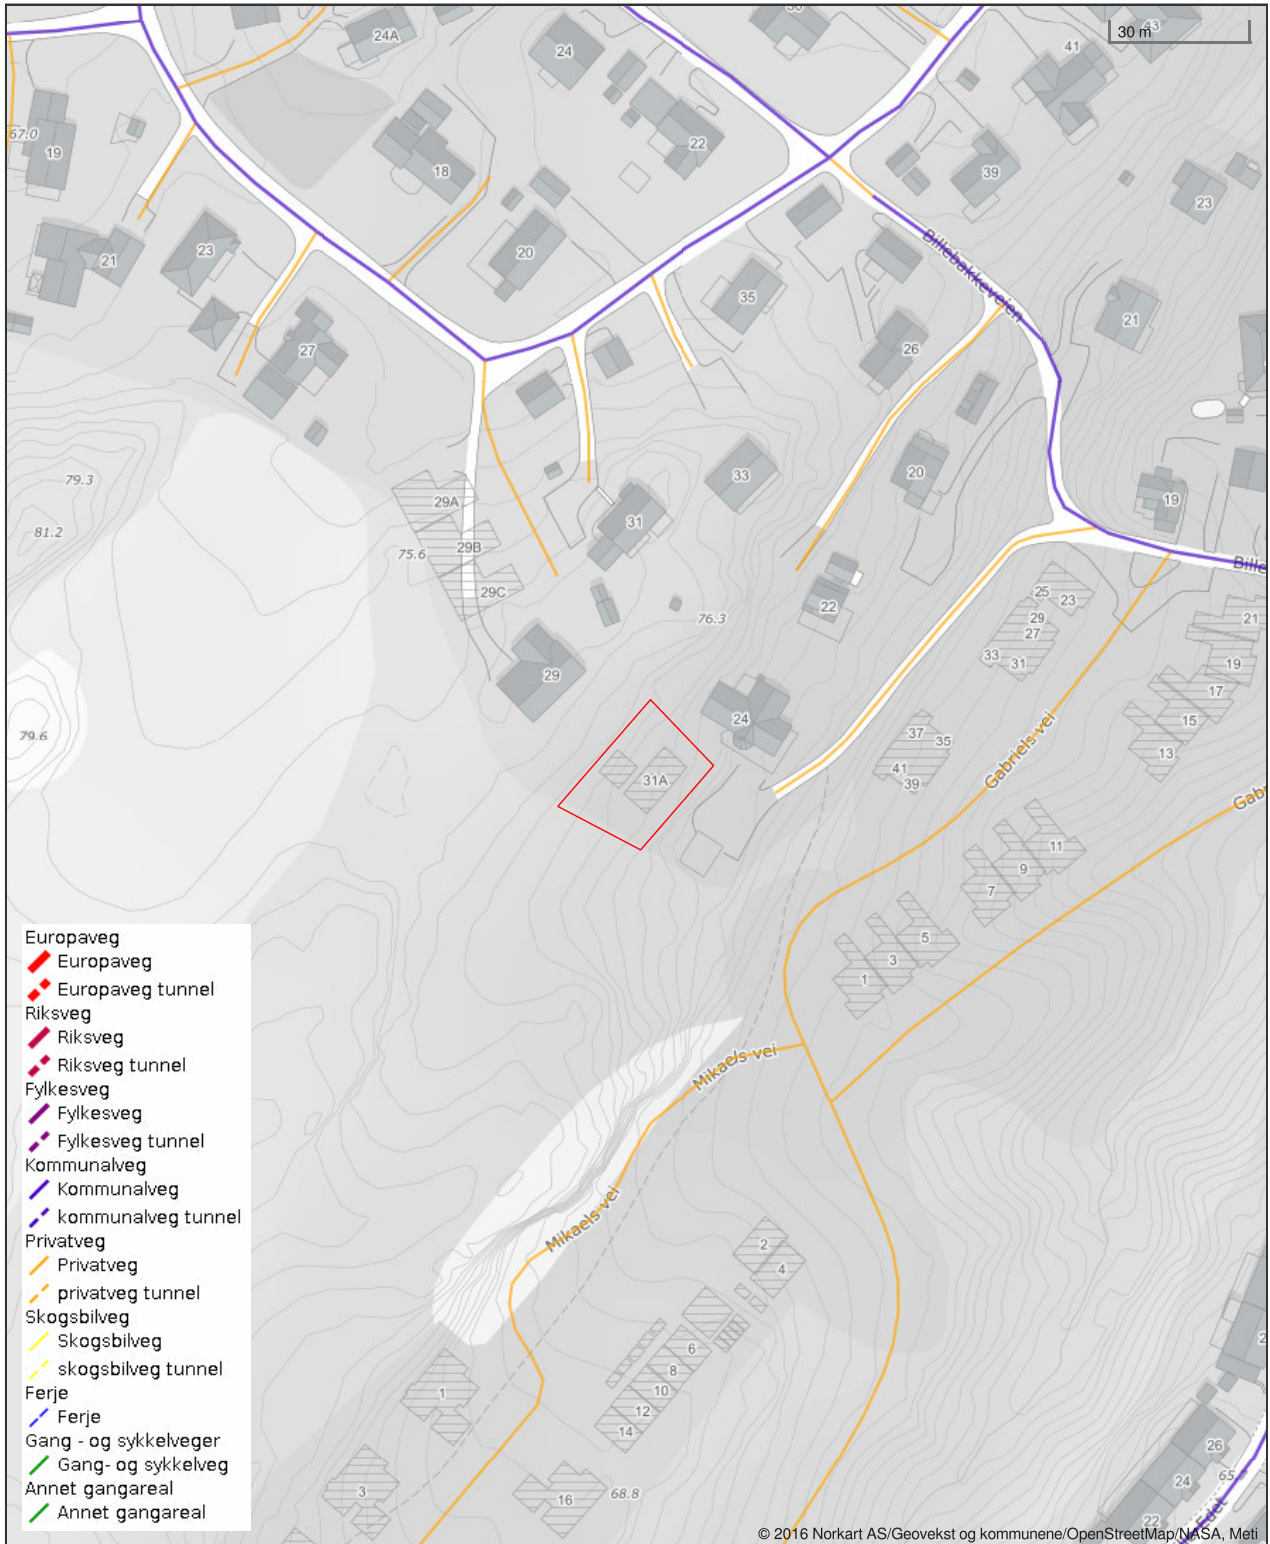 30
43
30 m
24A
24
41
67.0
19
22
18
39
23
23
21
20
35
Billebakkeveien
21
27
26
33
20
79.3
29A
19
31
81.2
75.6
29B
Bille
29C
25
23
22
76.3
29
21
27
33
31
19
29
17
24
15
79.6
37
35
13
Gabriels vei
31A
41
39
Gabr
11
9
7
5
3
1
Mikaels vei
Mikaels vei
2
4
6
8
10
12
14
1
3
16
68.8
26
24
22
Edet
Europaveg
Europaveg
Europaveg tunnel
Riksveg
Riksveg
Riksveg tunnel
Fylkesveg
Fylkesveg
Fylkesveg tunnel
Kommunalveg
Kommunalveg
kommunalveg tunnel
Privatveg
Privatveg
privatveg tunnel
Skogsbilveg
Skogsbilveg
skogsbilveg tunnel
Ferje
Ferje
Gang - og sykkelveger
Gang- og sykkelveg
Annet gangareal
Annet gangareal
© 2016 Norkart AS/Geovekst og kommunene/OpenStreetMap/NASA, Meti